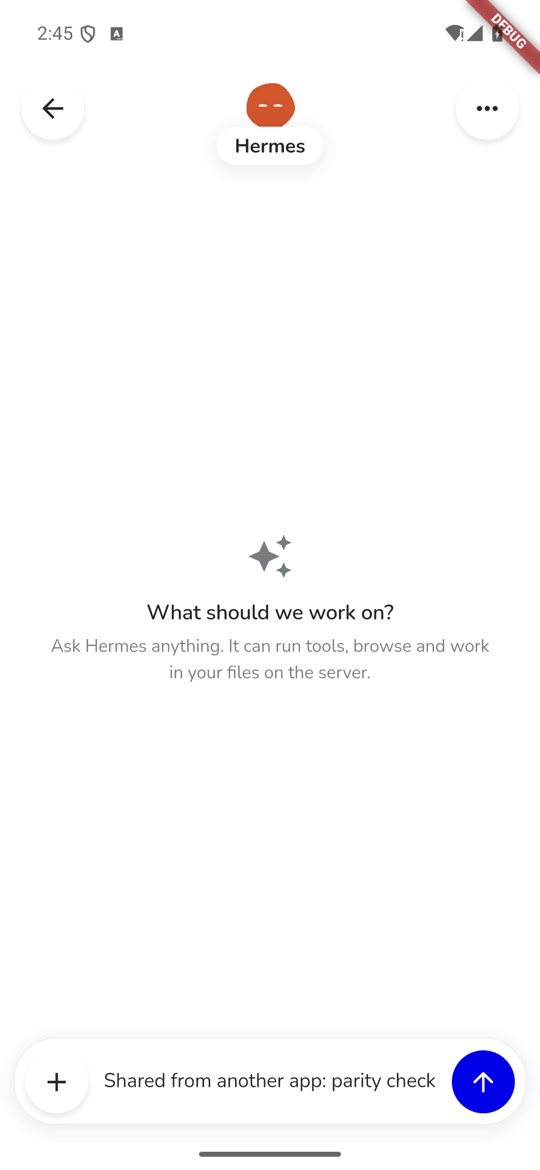 2:45
A
DEBUG
Hermes
What should we work on?
Ask Hermes anything. It can run tools, browse and work
in your files on the server.
Shared from another app: parity check